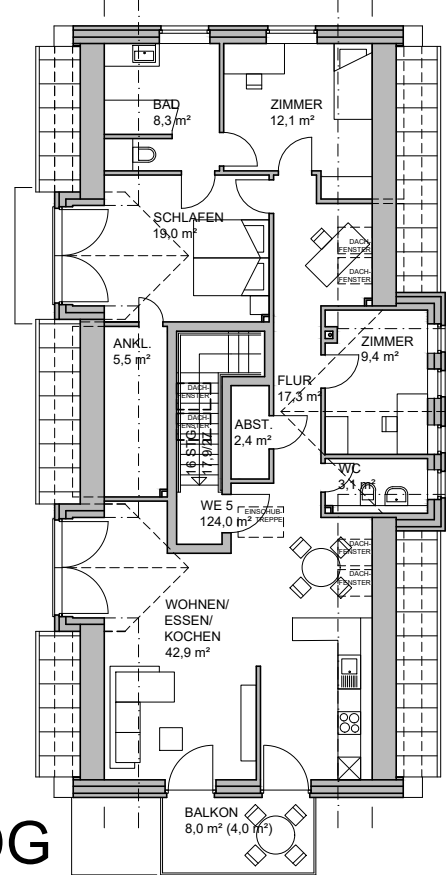 BAD
8,3 m²
ZIMMER
12,1 m²
SCHLAFEN
19,0 m²
DACH-
FENSTER
DACH-
FENSTER
ANKL.
5,5 m²
ZIMMER
9,4 m²
FLUR
17,3 m²
DACH-
FENSTER
DACH-
FENSTER
ABST.
2,4 m²
16 STG.
WC
3,1 m²
WE 5
124,0 m²
EINSCHUB
TREPPE
DACH-
FENSTER
DACH-
FENSTER
WOHNEN/
ESSEN/
KOCHEN
42,9 m²
BALKON
8,0 m² (4,0 m²)